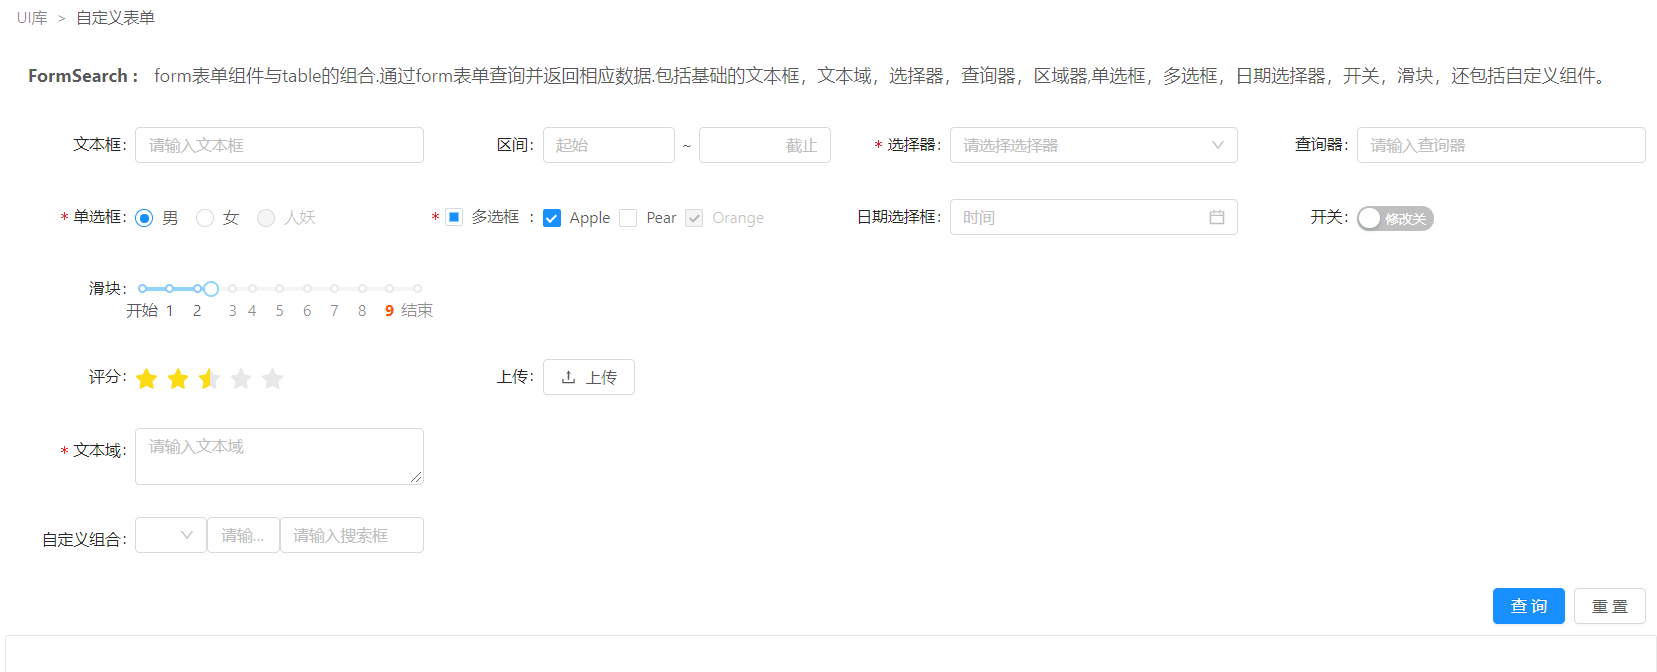 UI库 > 自定义表单
FormSearch： form表单组件与table的组合.通过form表单查询并返回相应数据.包括基础的文本框，文本域，选择器，查询器，区域器,单选框，多选框，日期选择器，开关，滑块，还包括自定义组件。
文本框: 请输入文本框 区间: 起始 ~ 截止 * 选择器: 请选择选择器 查询器: 请输入查询器
* 单选框: 男 女 人妖 * 多选框 : Apple Pear Orange 日期选择框: 时间 开关: 修改关
滑块:
开始 1 2 3 4 5 6 7 8 9 结束
评分: 上传: 上传
* 文本域: 请输入文本域
自定义组合: 请输... 请输入搜索框
查 询 重 置